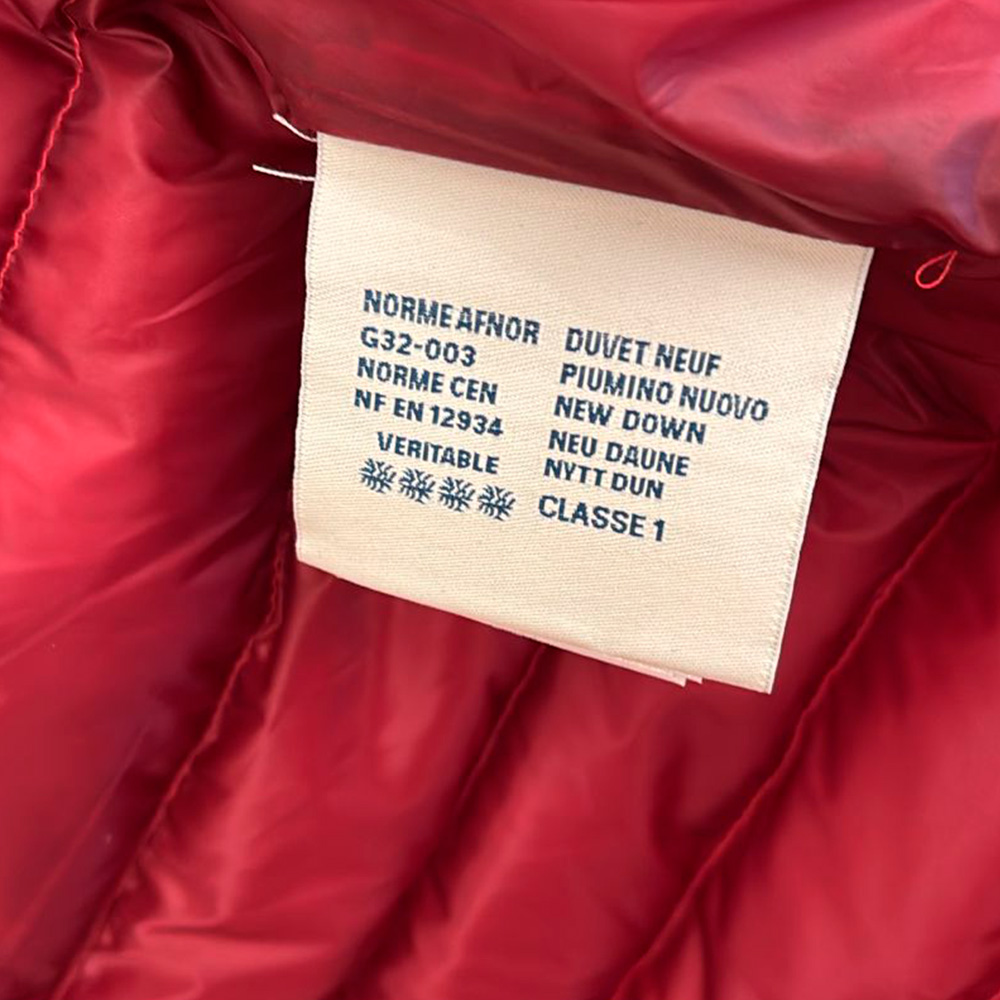 NORME AFNOR
G32-003
NORME CEN
NF EN 12934
VERITABLE
DUVET NEUF
PIUMINO NUOVO
NEW DOWN
NEU DAUNE
NYTT DUN
CLASSE 1